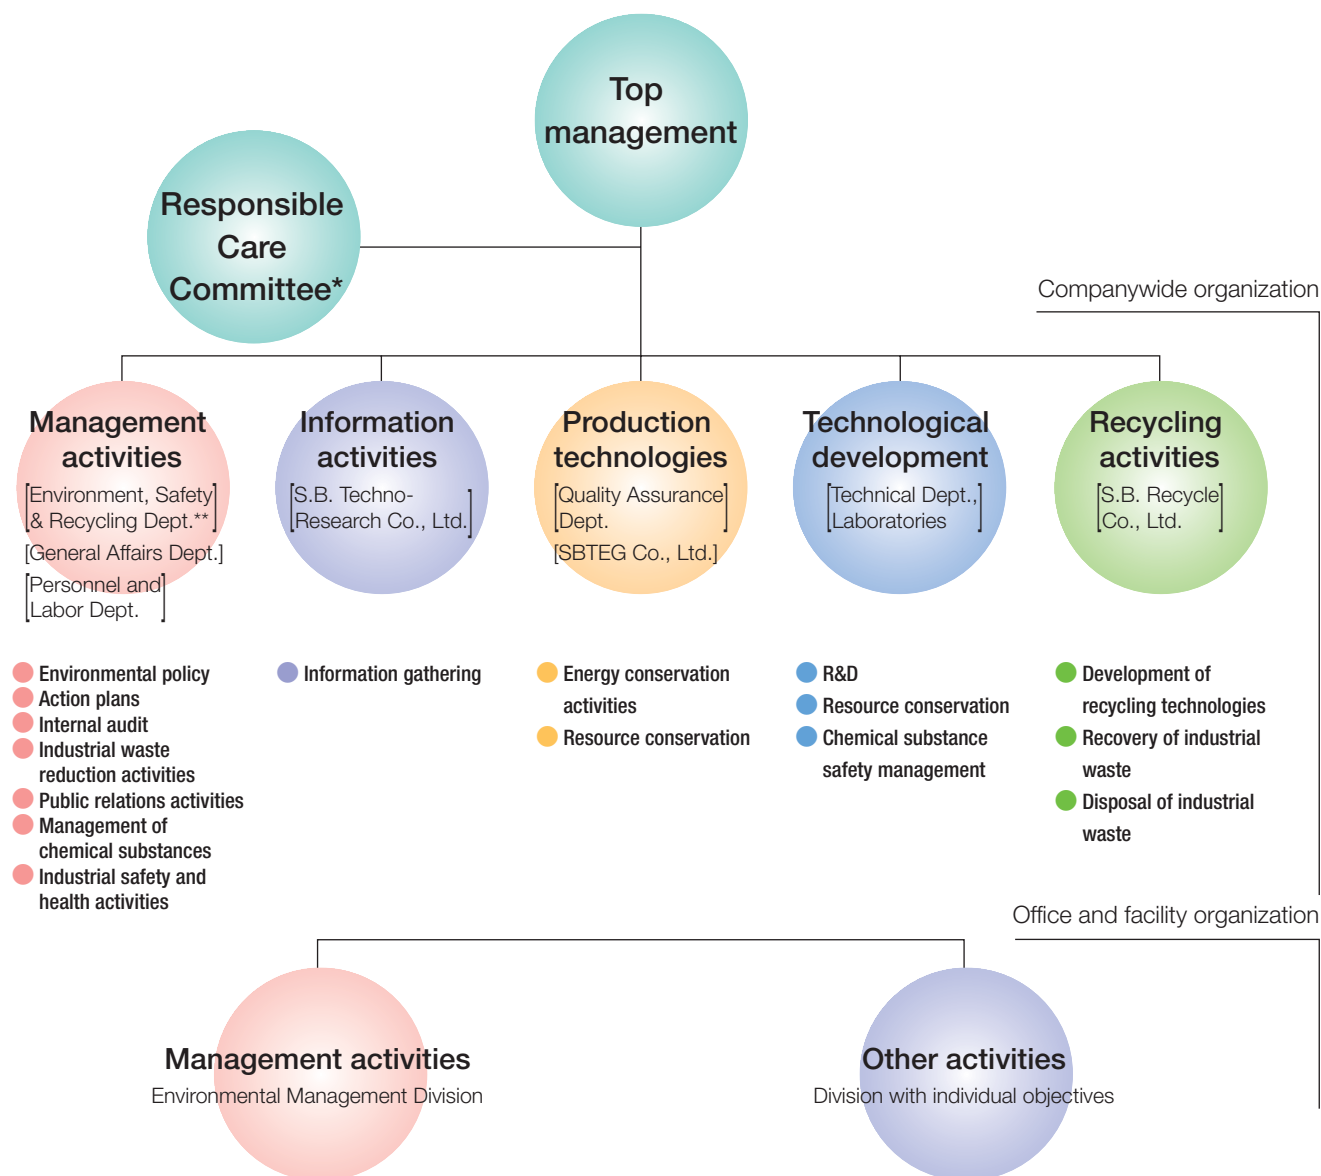 Top
management
Responsible
Care
Committee*
Companywide organization
Management
activities
[Environment, Safety
& Recycling Dept.**]
[General Affairs Dept.]
[Personnel and
Labor Dept.]
Information
activities
[S.B. Techno-
Research Co., Ltd.]
Production
technologies
[Quality Assurance
Dept.]
[SBTEG Co., Ltd.]
Technological
development
[Technical Dept.,
Laboratories]
Recycling
activities
[S.B. Recycle
Co., Ltd.]
Environmental policy
Action plans
Internal audit
Industrial waste
reduction activities
Public relations activities
Management of
chemical substances
Industrial safety and
health activities
Information gathering
Energy conservation
activities
Resource conservation
R&D
Resource conservation
Chemical substance
safety management
Development of
recycling technologies
Recovery of industrial
waste
Disposal of industrial
waste
Office and facility organization
Management activities
Environmental Management Division
Other activities
Division with individual objectives